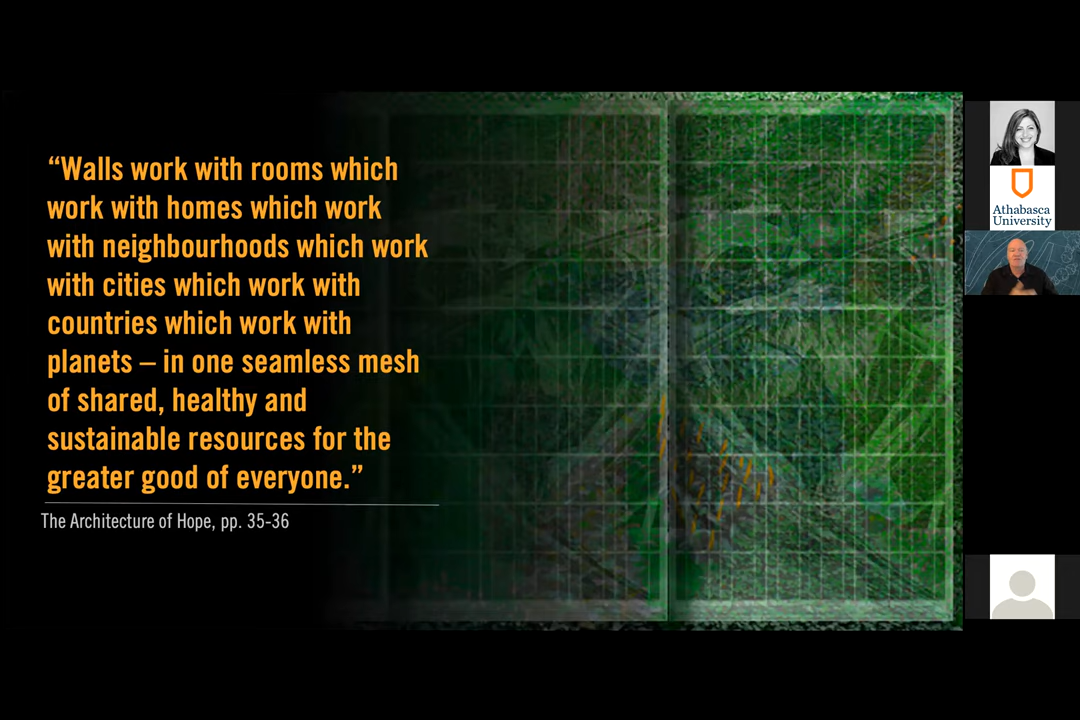 “Walls work with rooms which
work with homes which work
with neighbourhoods which work
with cities which work with
countries which work with
planets – in one seamless mesh
of shared, healthy and
sustainable resources for the
greater good of everyone.”
The Architecture of Hope, pp. 35-36
Athabasca
University